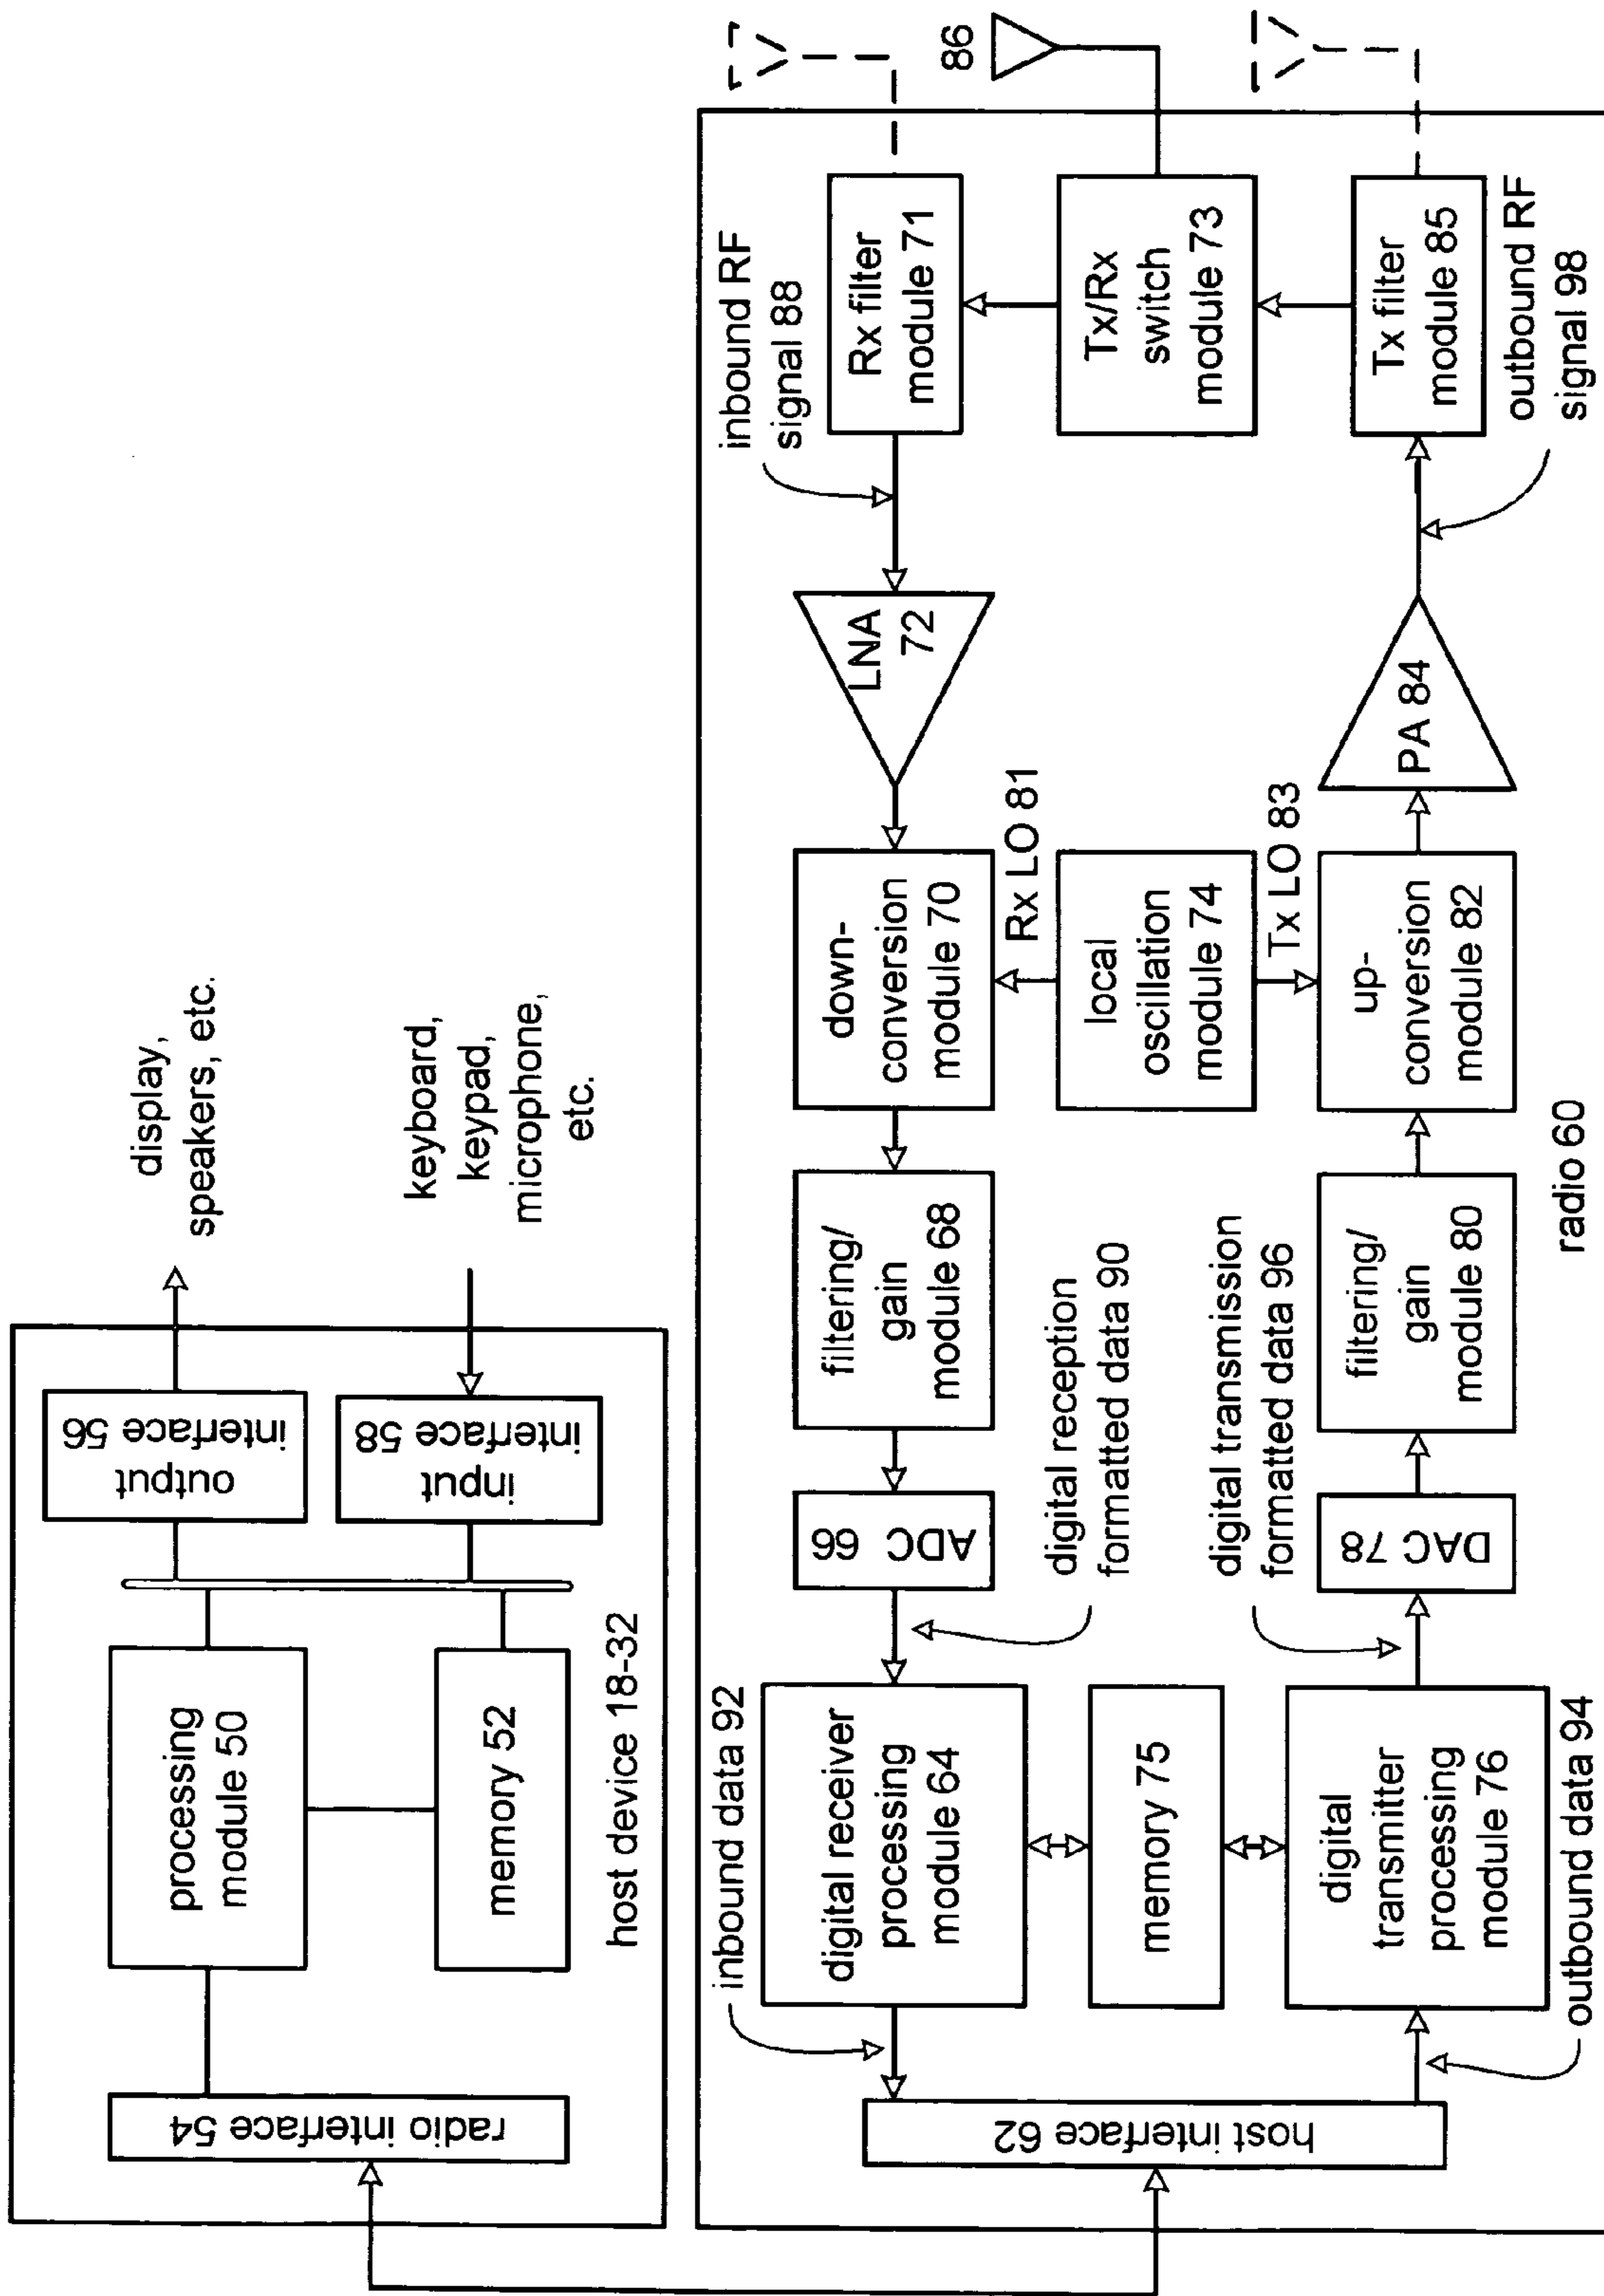 radio interface 54
processing
module 50
memory 52
output
interface 56
input
interface 58
display,
speakers, etc.
keyboard,
keypad,
microphone,
etc.
host device 18-32
host interface 62
inbound data 92
digital receiver
processing
module 64
memory 75
digital
transmitter
processing
module 76
outbound data 94
ADC 66
digital reception
formatted data 90
digital transmission
formatted data 96
DAC 78
filtering/
gain
module 68
filtering/
gain
module 80
radio 60
down-
conversion
module 70
Rx LO 81
local
oscillation
module 74
Tx LO 83
up-
conversion
module 82
LNA
72
PA 84
inbound RF
signal 88
Rx filter
module 71
Tx/Rx
switch
module 73
Tx filter
module 85
outbound RF
signal 98
86